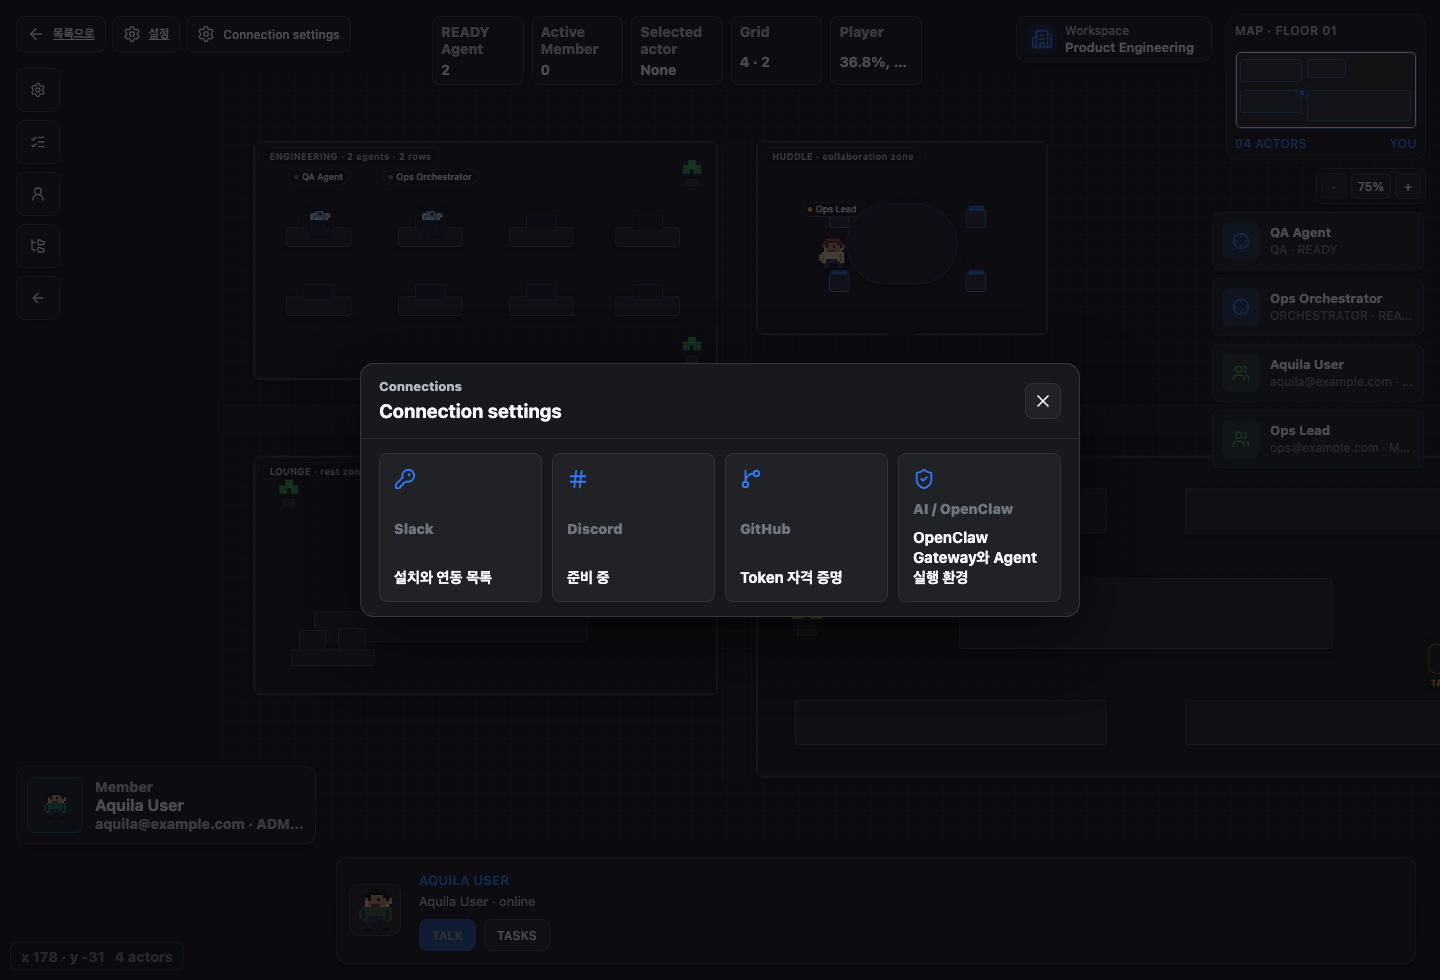 목록으로
설정
Connection settings
READY Agent
2
Active Member
0
Selected actor
None
Grid
4 · 2
Player
36.8%, ...
Workspace
Product Engineering
MAP · FLOOR 01
04 ACTORS
YOU
-
75%
+
ENGINEERING · 2 agents · 2 rows
QA Agent
Ops Orchestrator
HUDDLE · collaboration zone
Ops Lead
QA Agent
QA · READY
Ops Orchestrator
ORCHESTRATOR · REA...
Aquila User
aquila@example.com · ...
Ops Lead
ops@example.com · M...
Connections
Connection settings
Slack
설치와 연동 목록
Discord
준비 중
GitHub
Token 자격 증명
AI / OpenClaw
OpenClaw
Gateway와 Agent
실행 환경
LOUNGE · rest zon
TA
Member
Aquila User
aquila@example.com · ADM...
AQUILA USER
Aquila User · online
TALK
TASKS
x 178 · y -31 4 actors